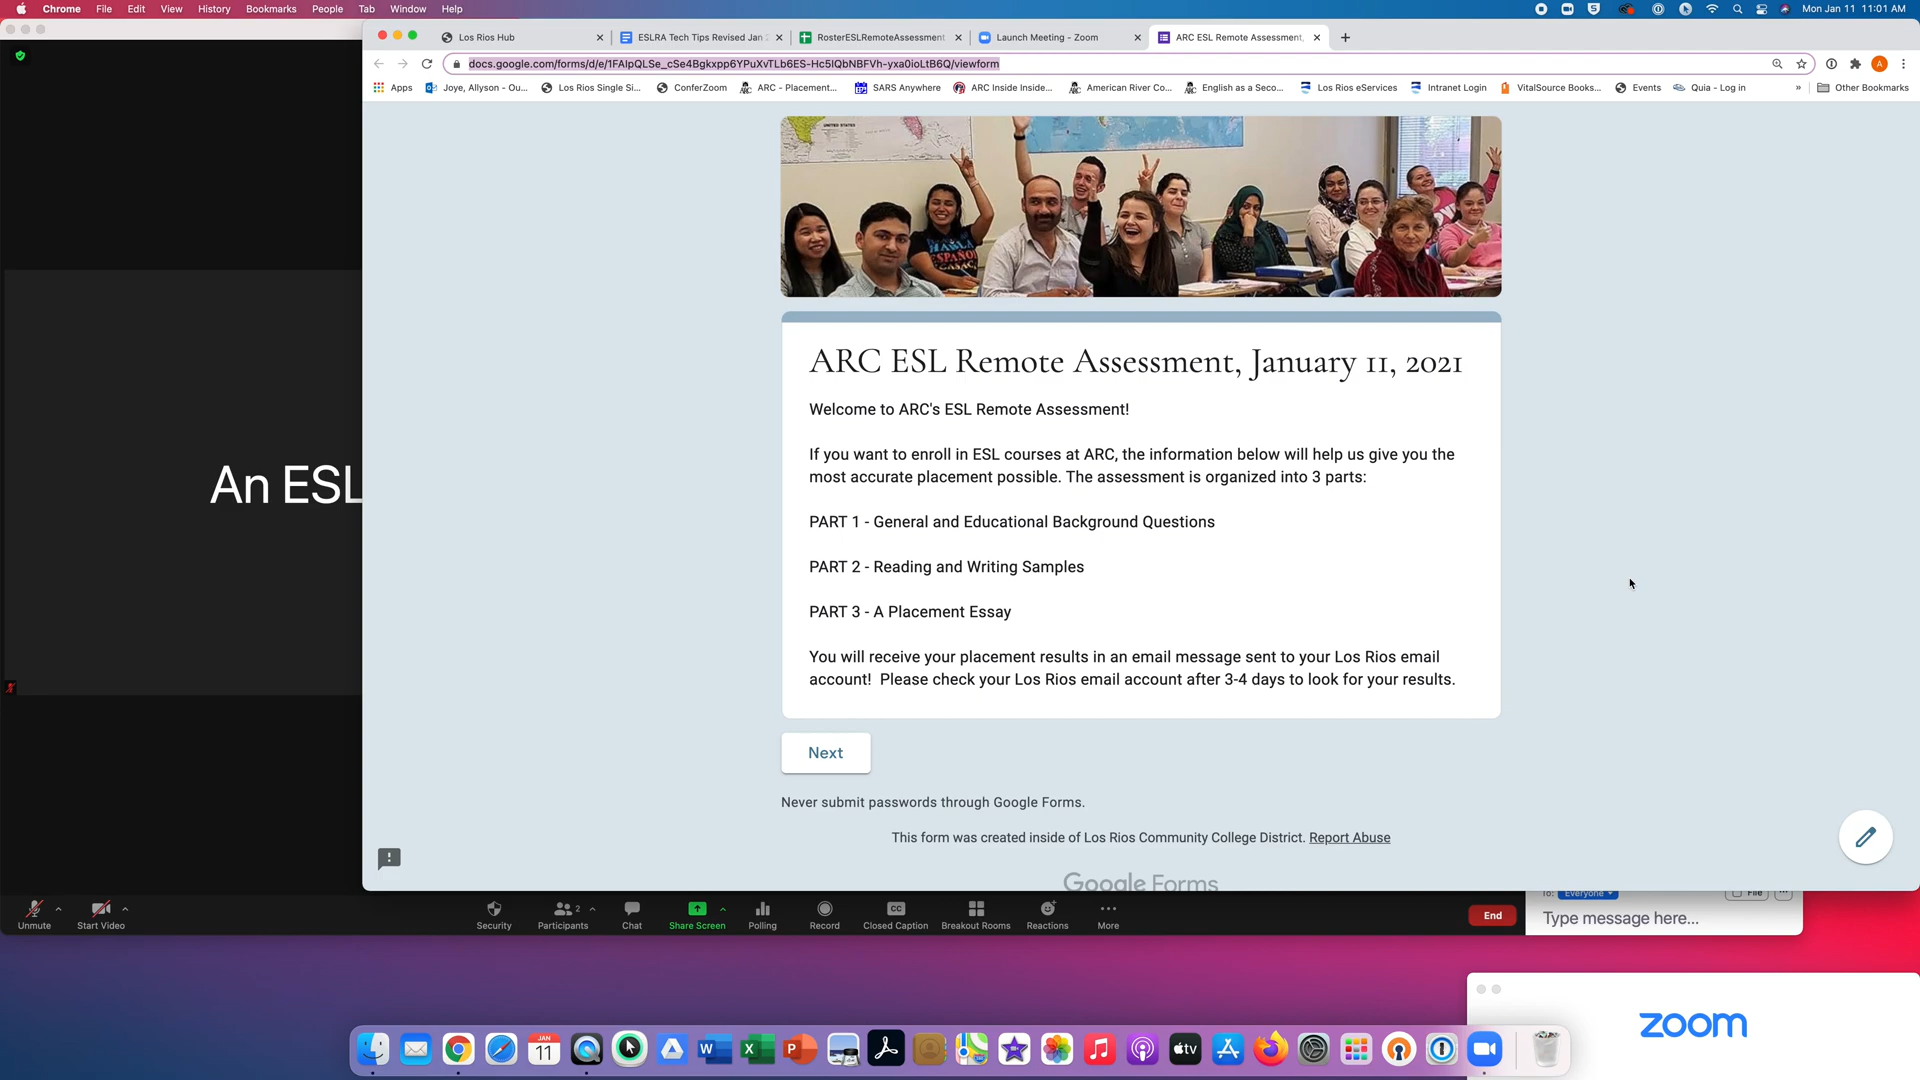 Chrome File Edit View History Bookmarks People Tab Window Help Mon Jan 11 11:01 AM
Los Rios Hub ESLRA Tech Tips Revised Jan RosterESLRemoteAssessment Launch Meeting - Zoom ARC ESL Remote Assessment,
docs.google.com/forms/d/e/1FAIpQLSe_cSe4Bgkxpp6YPuXvTLb6ES-Hc5IQbNBFVh-yxa0ioLtB6Q/viewform
Apps Joye, Allyson - Ou... Los Rios Single Si... ConferZoom ARC - Placement... SARS Anywhere ARC Inside Inside... American River Co... English as a Seco... Los Rios eServices Intranet Login VitalSource Books... Events Quia - Log in » Other Bookmarks
UNITED STATES
ARC ESL Remote Assessment, January 11, 2021
Welcome to ARC's ESL Remote Assessment!
If you want to enroll in ESL courses at ARC, the information below will help us give you the
most accurate placement possible. The assessment is organized into 3 parts:
An ESL
PART 1 - General and Educational Background Questions
PART 2 - Reading and Writing Samples
PART 3 - A Placement Essay
You will receive your placement results in an email message sent to your Los Rios email
account! Please check your Los Rios email account after 3-4 days to look for your results.
Next
Never submit passwords through Google Forms.
This form was created inside of Los Rios Community College District. Report Abuse
Google Forms
To: Everyone File
Unmute Start Video Security Participants 2 Chat Share Screen Polling Record CC Closed Caption Breakout Rooms Reactions More End
Type message here...
zoom
JAN
11
tv